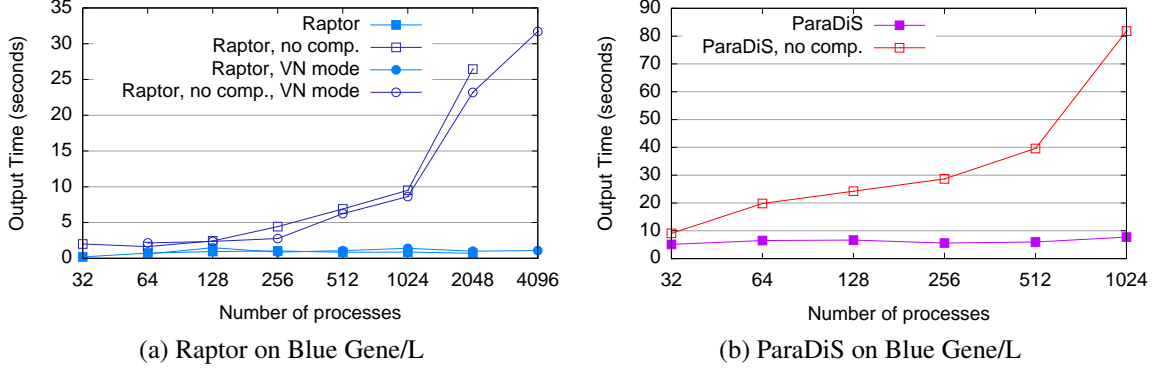 Output Time (seconds)
35
30
25
20
15
10
5
0
Raptor
Raptor, no comp.
Raptor, VN mode
Raptor, no comp., VN mode
32 64 128 256 512 1024 2048 4096
Number of processes
(a) Raptor on Blue Gene/L
Output Time (seconds)
90
80
70
60
50
40
30
20
10
0
ParaDiS
ParaDiS, no comp.
32 64 128 256 512 1024
Number of processes
(b) ParaDiS on Blue Gene/L